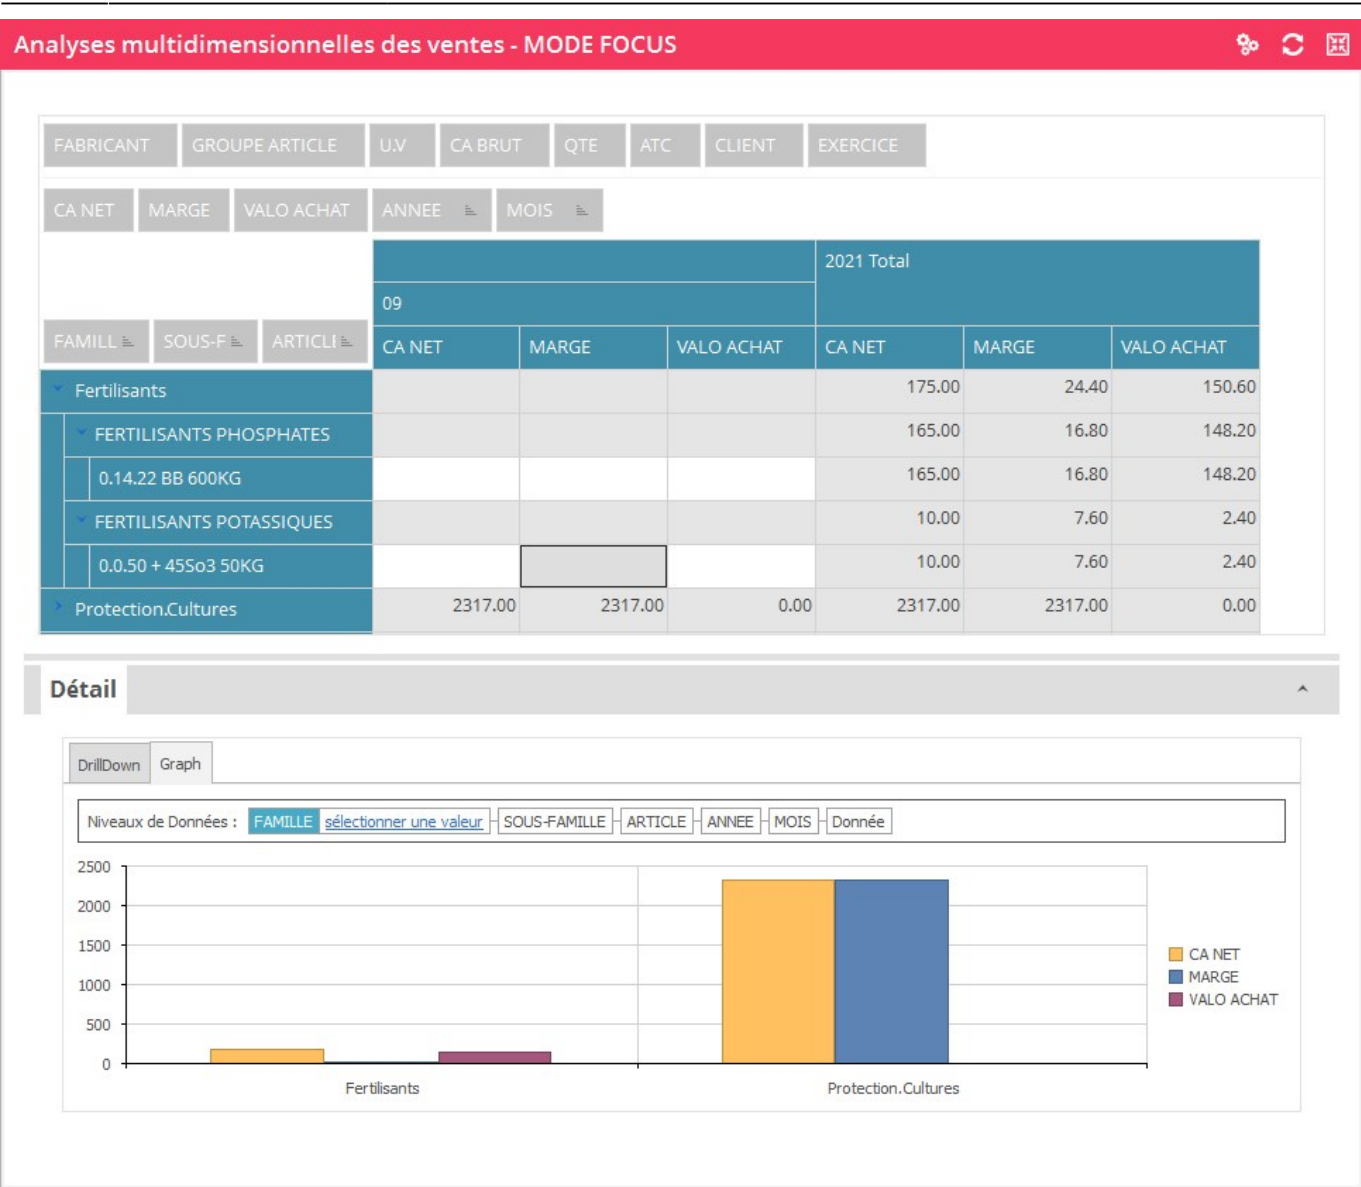 Analyses multidimensionnelles des ventes - MODE FOCUS
FABRICANT GROUPE ARTICLE U.V CA BRUT QTE ATC CLIENT EXERCICE
CA NET MARGE VALO ACHAT ANNEE MOIS
2021 Total
09
FAMILL SOUS-F ARTICLE CA NET MARGE VALO ACHAT CA NET MARGE VALO ACHAT
Fertilisants 175.00 24.40 150.60
FERTILISANTS PHOSPHATES 165.00 16.80 148.20
0.14.22 BB 600KG 165.00 16.80 148.20
FERTILISANTS POTASSIQUES 10.00 7.60 2.40
0.0.50 + 45So3 50KG 10.00 7.60 2.40
Protection.Cultures 2317.00 2317.00 0.00 2317.00 2317.00 0.00
Détail
DrillDown Graph
Niveaux de Données : FAMILLE sélectionner une valeur SOUS-FAMILLE ARTICLE ANNEE MOIS Donnée
2500
2000
1500
1000
500
0
CA NET
MARGE
VALO ACHAT
Fertilisants Protection.Cultures